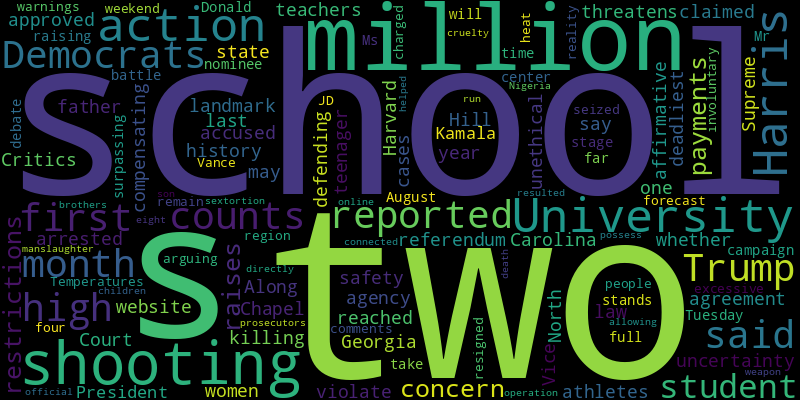 warnings
weekend
Donald
teachers
million
charged
will
heat
reality
threatens
claimed
approved
action
raising
Ms
cruelty
time
Mr
Harris
Democrats
state
nominee
battle
center
Nigeria
school
debate
father
compensating
landmark
JD
Harvard
helped
run
Hill
Kamala
unethical
seized
say
stage
far
affirmative
deadliest
payments
involuntary
Supreme
surpassing
last
accused
history
defending
teenager
cases
year
Critics
Vance
may
August
one
forecast
son
brothers
remain
sextortion
online
resulted
first
eight
counts
reported
University
arrested
region
connected
referendum
Carolina
possess
whether
manslaughter
arguing
directly
death
campaign
restrictions
month
s
two
raises
Trump
Temperatures
children
Along
safety
agency
people
excessive
high
website
Chapel
reached
stands
agreement
four
prosecutors
comments
resigned
North
law
allowing
Tuesday
Court
killing
Georgia
full
said
shooting
take
vice
uncertainty
weapon
official
President
women
violate
concern
operation
athletes
student